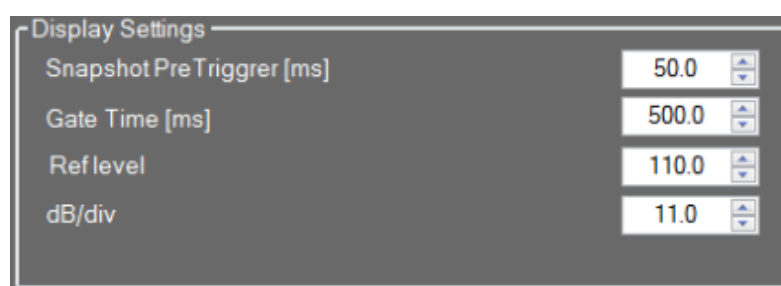 Display Settings
Snapshot PreTriggrer [ms] 50.0
Gate Time [ms] 500.0
Ref level 110.0
dB/div 11.0